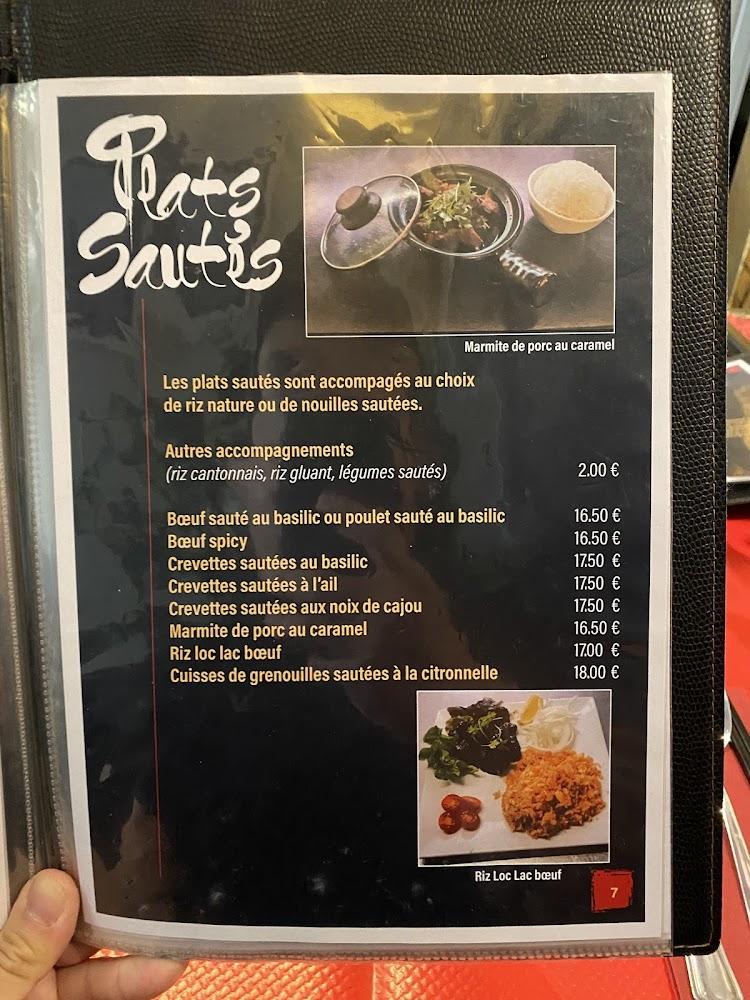 Plats
Sautés
Marmite de porc au caramel
Les plats sautés sont accompagés au choix
de riz nature ou de nouilles sautées.
Autres accompagnements
(riz cantonnais, riz gluant, légumes sautés) 2.00 €
Bœuf sauté au basilic ou poulet sauté au basilic 16.50 €
Bœuf spicy 16.50 €
Crevettes sautées au basilic 17.50 €
Crevettes sautées à l'ail 17.50 €
Crevettes sautées aux noix de cajou 17.50 €
Marmite de porc au caramel 16.50 €
Riz loc lac bœuf 17.00 €
Cuisses de grenouilles sautées à la citronnelle 18.00 €
Riz Loc Lac bœuf
7